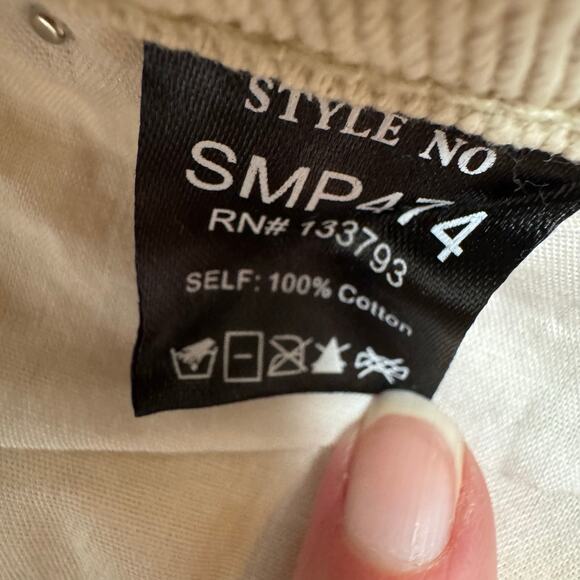 STYLE NO
SMP474
RN# 133793
SELF: 100% Cotton